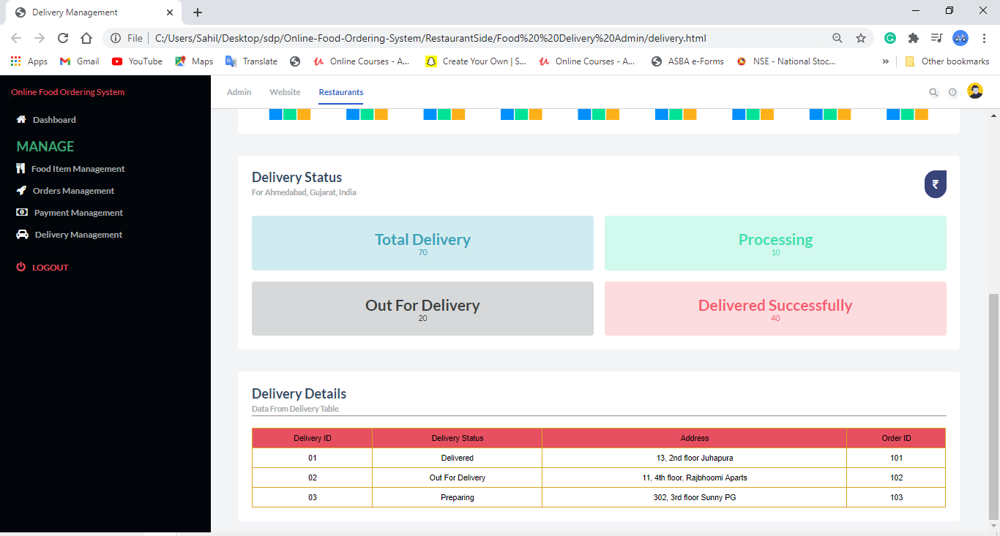 Delivery Management
File
C:/Users/Sahil/Desktop/sdp/Online-Food-Ordering-System/RestaurantSide/Food%20%20Delivery%20Admin/delivery.html
Apps Gmail YouTube Maps Translate Online Courses - A... Create Your Own | S... Online Courses - A... ASBA e-Forms NSE - National Stoc... » Other bookmarks
Online Food Ordering System
Dashboard
MANAGE
Food Item Management
Orders Management
Payment Management
Delivery Management
LOGOUT
Admin Website Restaurants
Delivery Status
For Ahmedabad, Gujarat, India
₹
Total Delivery
70
Processing
10
Out For Delivery
20
Delivered Successfully
40
Delivery Details
Data From Delivery Table
Delivery ID Delivery Status Address Order ID
01 Delivered 13, 2nd floor Juhapura 101
02 Out For Delivery 11, 4th floor, Rajbhoomi Aparts 102
03 Preparing 302, 3rd floor Sunny PG 103